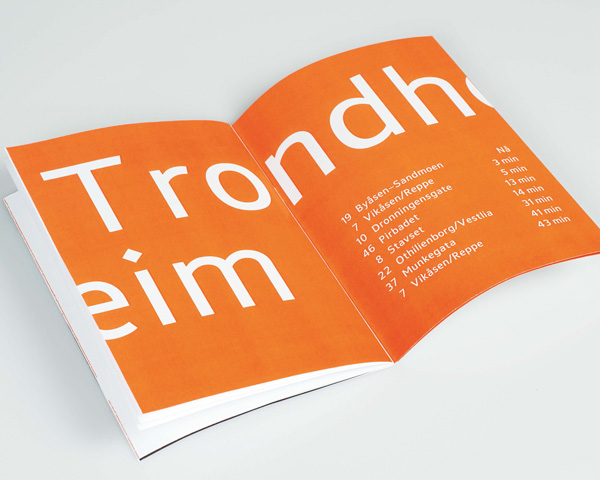 Trondhe
eim
19 Byåsen–Sandmoen Nå
7 Vikåsen/Reppe 3 min
10 Dronningensgate 5 min
46 Pirbadet 13 min
8 Stavset 14 min
22 Othilienborg/Vestlia 31 min
37 Munkegata 41 min
7 Vikåsen/Reppe 43 min